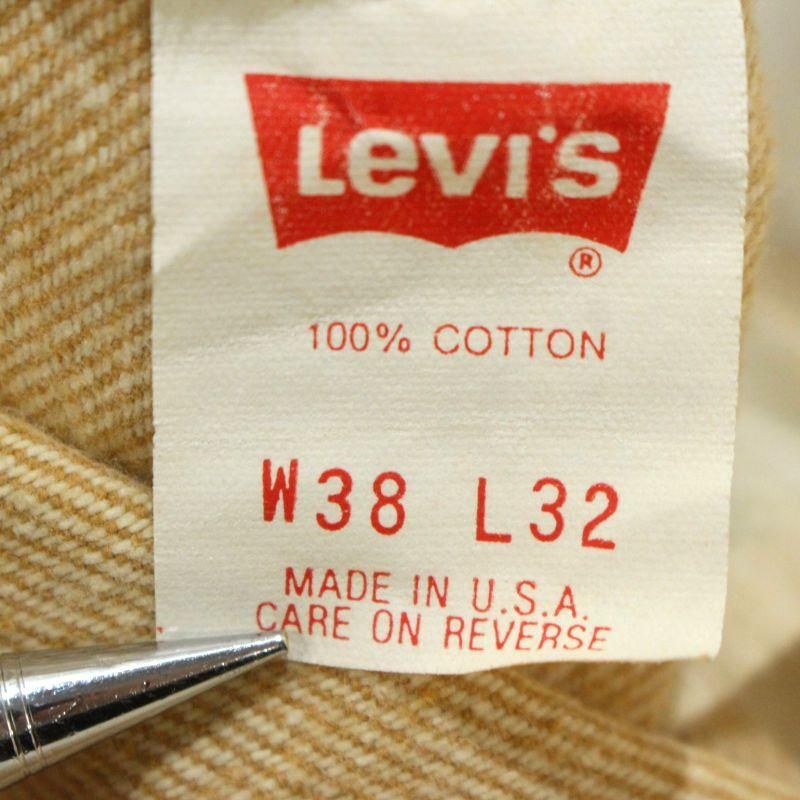 Levi's
®
100% COTTON
W38 L32
MADE IN U.S.A.
CARE ON REVERSE